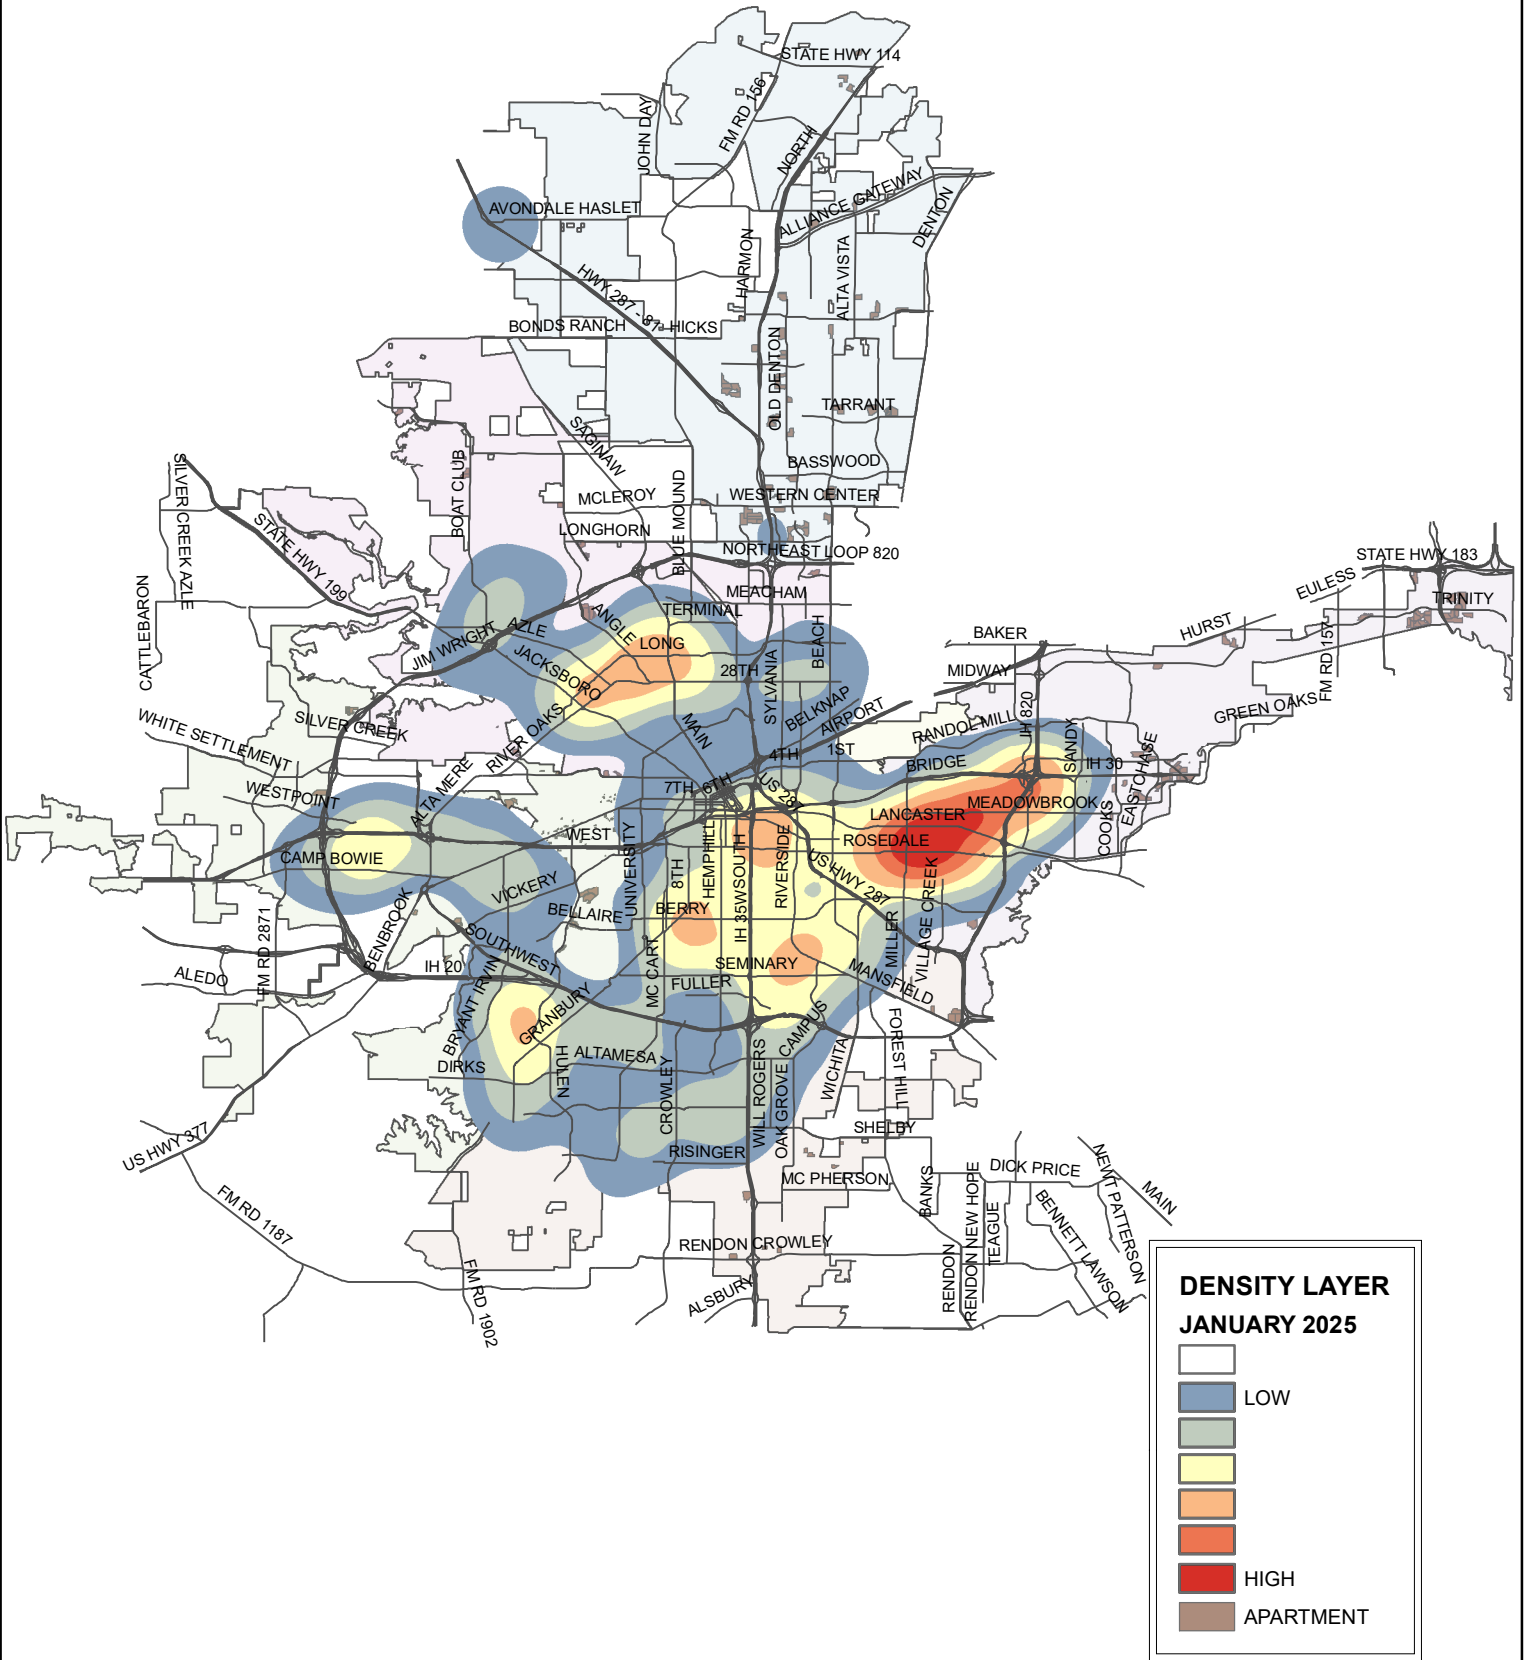 STATE HWY 114
FM RD 156
JOHN DAY
NORTH
ALLIANCE GATEWAY
DENTON
AVONDALE HASLET
HARMON
ALTA VISTA
HWY 287 - 81
HICKS
BONDS RANCH
OLD DENTON
TARRANT
SAGINAW
BASSWOOD
BOAT CLUB
MCLEROY
BLUE MOUND
WESTERN CENTER
SILVER CREEK AZLE
STATE HWY 199
LONGHORN
NORTHEAST LOOP 820
STATE HWY 183
EULESS
TRINITY
CATTLEBARON
MEACHAM
TERMINAL
ANGLE
AZLE
JIM WRIGHT
LONG
BEACH
BAKER
HURST
FM RD 157
JACKSBORO
28TH
SYLVANIA
MIDWAY
IH 820
WHITE SETTLEMENT
SILVER CREEK
RIVER OAKS
MAIN
BELKNAP
AIRPORT
RANDOL MILL
GREEN OAKS
SANDY
4TH
1ST
BRIDGE
IH 30
EASTCHASE
WESTPOINT
ALTA MERE
7TH
6TH
US 287
MEADOWBROOK
LANCASTER
COOKS
WEST
UNIVERSITY
ROSEDALE
CAMP BOWIE
8TH
HEMPHILL
IH 35W
SOUTH
RIVERSIDE
US HWY 287
VICKERY
BELLAIRE
BERRY
VILLAGE CREEK
MILLER
FM RD 2871
BENBROOK
SOUTHWEST
MC CART
SEMINARY
MANSFIELD
ALEDO
IH 20
FULLER
BRYANT IRVIN
GRANBURY
CAMPUS
FOREST HILL
DIRKS
HULEN
ALTAMESA
CROWLEY
WILL ROGERS
OAK GROVE
WICHITA
US HWY 377
SHELBY
RISINGER
MC PHERSON
BANKS
DICK PRICE
NEWT PATTERSON
MAIN
FM RD 1187
RENDON CROWLEY
RENDON
RENDON NEW HOPE
TEAGUE
BENNETT LAWSON
FM RD 1902
ALSBURY
DENSITY LAYER
JANUARY 2025
LOW
HIGH
APARTMENT